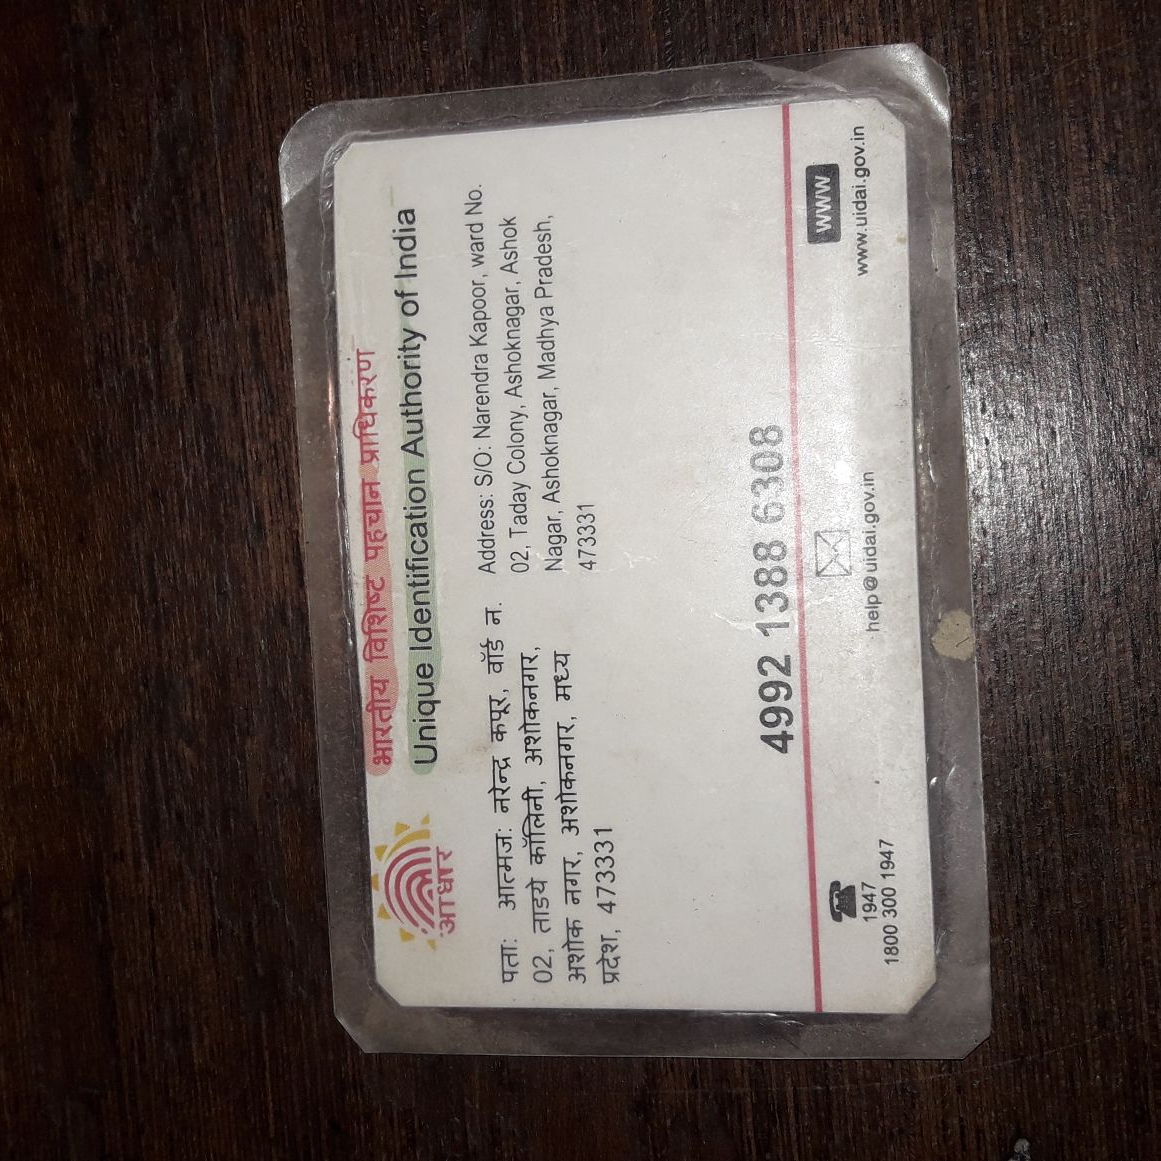 भारतीय विशिष्ट पहचान प्राधिकरण
Unique Identification Authority of India
आधार
पता: आत्मज: नरेन्द्र कपूर, वॉर्ड न.
02, ताडये कॉलिनी, अशोकनगर,
अशोक नगर, अशोकनगर, मध्य
प्रदेश, 473331
Address: S/O: Narendra Kapoor, ward No.
02, Taday Colony, Ashoknagar, Ashok
Nagar, Ashoknagar, Madhya Pradesh,
473331
4992 1388 6308
1947
1800 300 1947
help@uidai.gov.in
WWW
www.uidai.gov.in